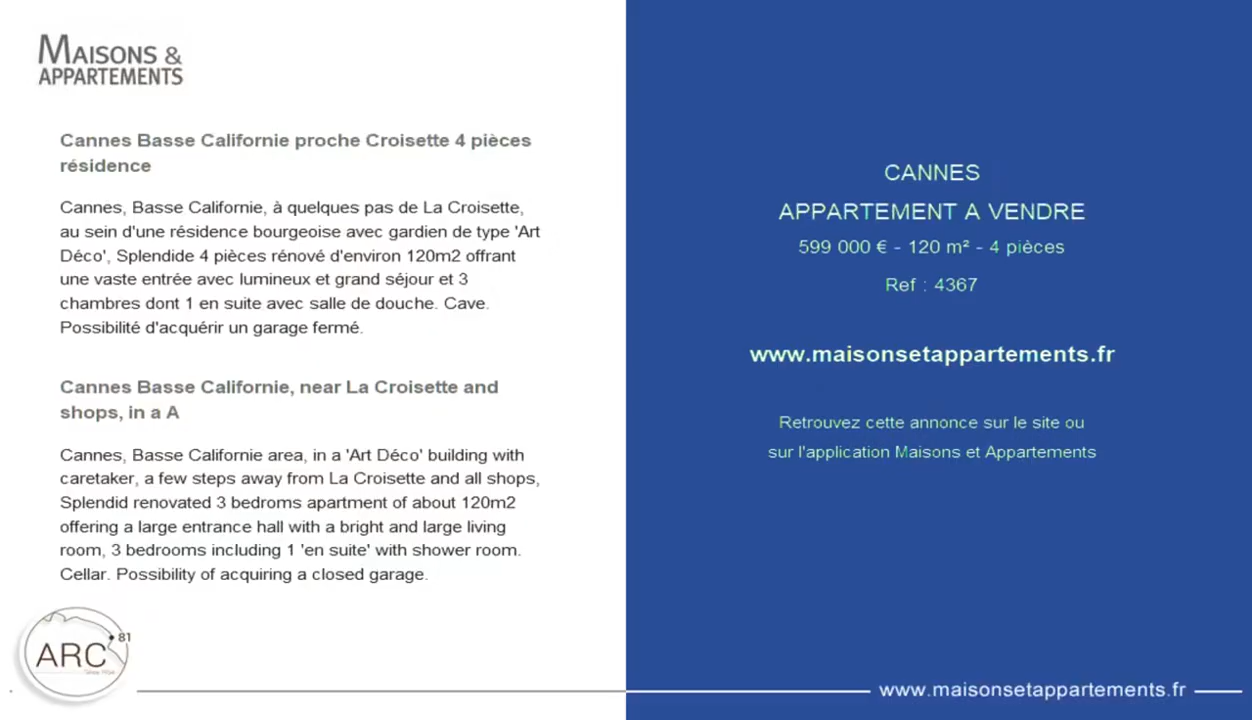 MAISONS &
APPARTEMENTS
Cannes Basse Californie proche Croisette 4 pièces
résidence
Cannes, Basse Californie, à quelques pas de La Croisette,
au sein d'une résidence bourgeoise avec gardien de type 'Art
Déco', Splendide 4 pièces rénové d'environ 120m2 offrant
une vaste entrée avec lumineux et grand séjour et 3
chambres dont 1 en suite avec salle de douche. Cave.
Possibilité d'acquérir un garage fermé.
Cannes Basse Californie, near La Croisette and
shops, in a A
Cannes, Basse Californie area, in a 'Art Déco' building with
caretaker, a few steps away from La Croisette and all shops,
Splendid renovated 3 bedroms apartment of about 120m2
offering a large entrance hall with a bright and large living
room, 3 bedrooms including 1 'en suite' with shower room.
Cellar. Possibility of acquiring a closed garage.
ARC
81
CANNES
APPARTEMENT A VENDRE
599 000 € - 120 m² - 4 pièces
Ref : 4367
www.maisonsetappartements.fr
Retrouvez cette annonce sur le site ou
sur l'application Maisons et Appartements
www.maisonsetappartements.fr